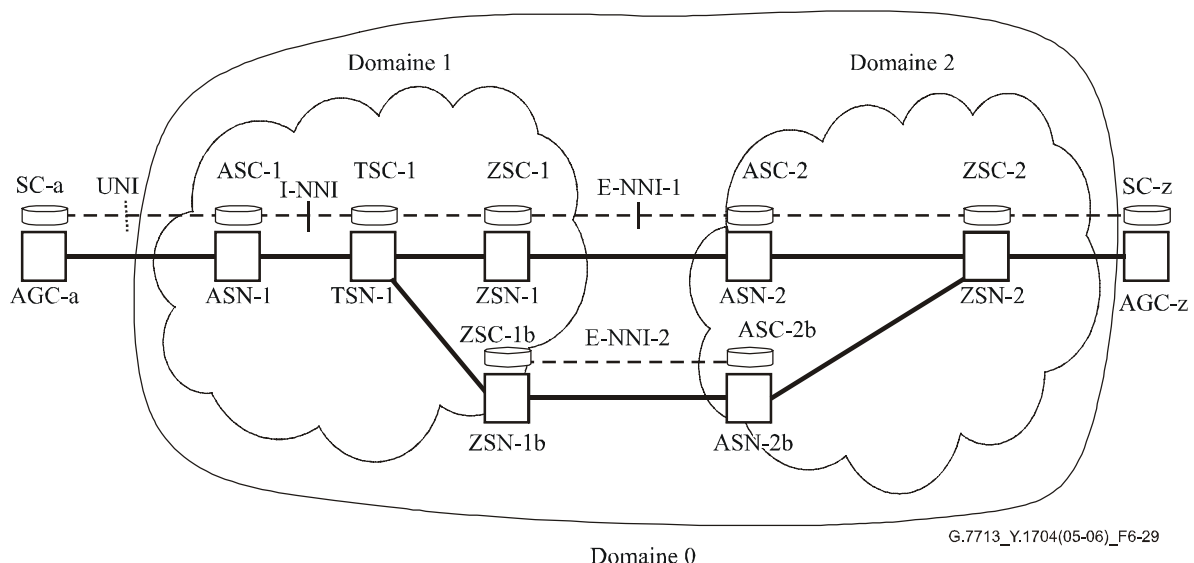 Domaine 1
Domaine 2
ASC-1
TSC-1
ZSC-1
ASC-2
ZSC-2
SC-a
UNI
I-NNI
E-NNI-1
SC-z
AGC-a
ASN-1
TSN-1
ZSN-1
ASN-2
ZSN-2
AGC-z
ZSC-1b
E-NNI-2
ASC-2b
ZSN-1b
ASN-2b
G.7713_Y.1704(05-06)_F6-29
Domaine 0